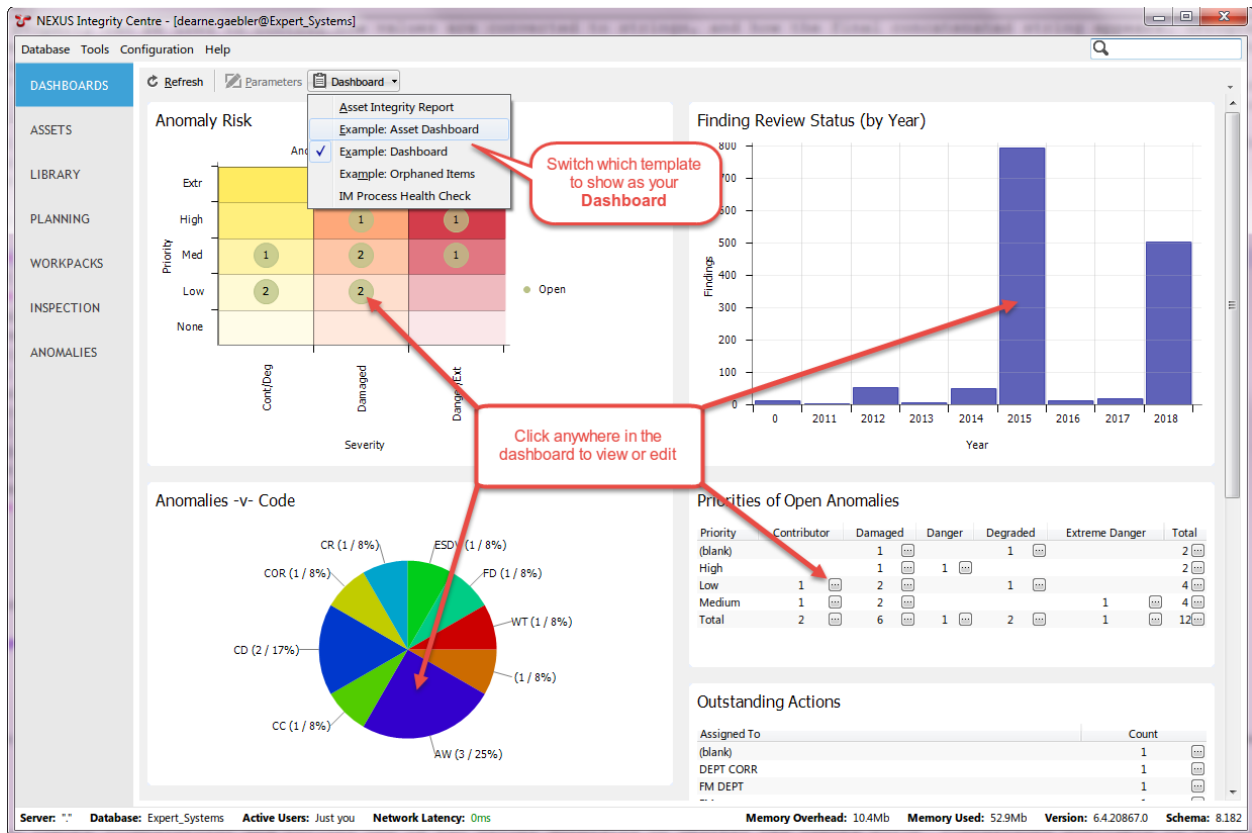 NEXUS Integrity Centre - [dearne.gaebler@Expert_Systems]
Database Tools Configuration Help
DASHBOARDS
ASSETS
LIBRARY
PLANNING
WORKPACKS
INSPECTION
ANOMALIES
Refresh Parameters Dashboard
Asset Integrity Report
Example: Asset Dashboard
Example: Dashboard
Example: Orphaned Items
IM Process Health Check
Switch which template
to show as your
Dashboard
Anomaly Risk
Extr
High 1 1
Med 1 2 1
Low 2 2
None
Priority
Cont/Deg Damaged Danger/Ext
Severity
Open
Finding Review Status (by Year)
800
700
600
500
400
300
200
100
0
Findings
0 2011 2012 2013 2014 2015 2016 2017 2018
Year
Click anywhere in the
dashboard to view or edit
Anomalies -v- Code
CR (1 / 8%) ESDV (1 / 8%)
COR (1 / 8%) FD (1 / 8%)
WT (1 / 8%)
CD (2 / 17%)
(1 / 8%)
CC (1 / 8%)
AW (3 / 25%)
Priorities of Open Anomalies
Priority Contributor Damaged Danger Degraded Extreme Danger Total
(blank) 1 1 2
High 1 1 2
Low 1 2 1 4
Medium 1 2 1 4
Total 2 6 1 2 1 12
Outstanding Actions
Assigned To Count
(blank) 1
DEPT CORR 1
FM DEPT 1
Server: "." Database: Expert_Systems Active Users: Just you Network Latency: 0ms Memory Overhead: 10.4Mb Memory Used: 52.9Mb Version: 6.4.20867.0 Schema: 8.182